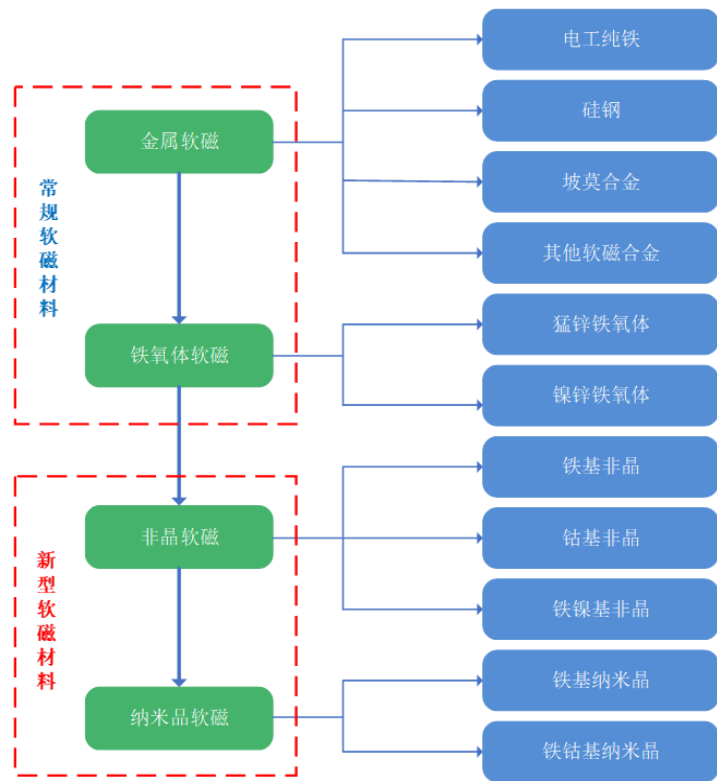 常规软磁材料
金属软磁
电工纯铁
硅钢
坡莫合金
其他软磁合金
铁氧体软磁
猛锌铁氧体
镍锌铁氧体
新型软磁材料
非晶软磁
铁基非晶
钴基非晶
铁镍基非晶
纳米品软磁
铁基纳米晶
铁钴基纳米晶